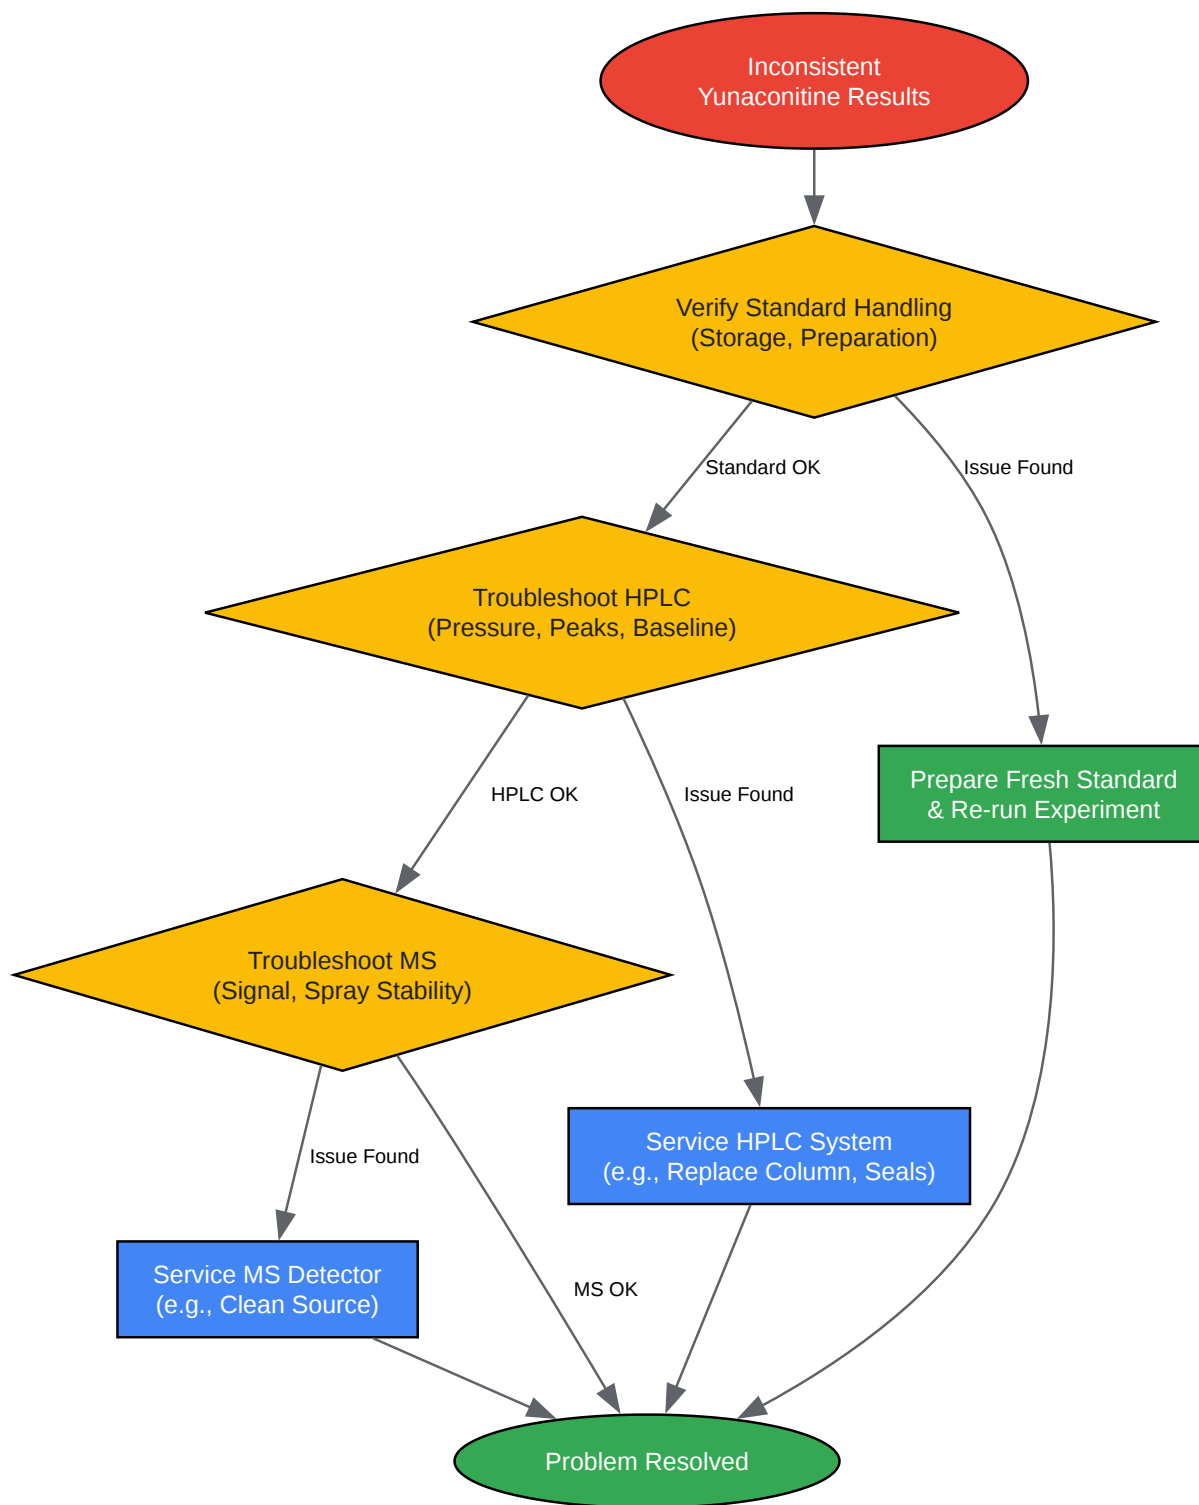 Inconsistent
Yunaconitine Results
Verify Standard Handling
(Storage, Preparation)
Standard OK
Issue Found
Troubleshoot HPLC
(Pressure, Peaks, Baseline)
HPLC OK
Issue Found
Prepare Fresh Standard
& Re-run Experiment
Troubleshoot MS
(Signal, Spray Stability)
Issue Found
Service HPLC System
(e.g., Replace Column, Seals)
Service MS Detector
(e.g., Clean Source)
MS OK
Problem Resolved